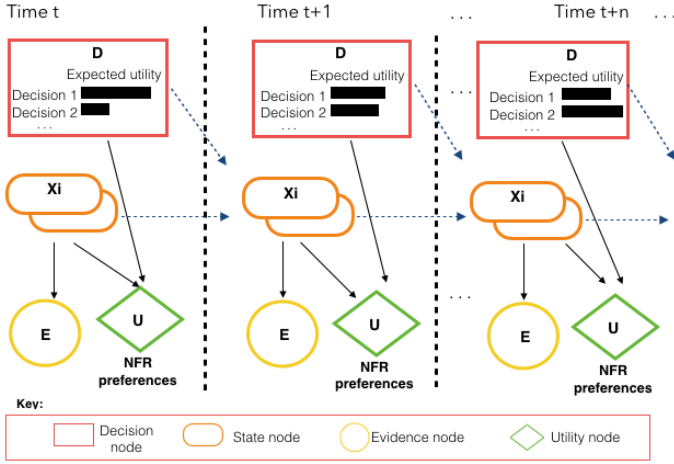 Time t
Time t+1
. . .
Time t+n
. . .
D
Expected utility
Decision 1
Decision 2
. . .
D
Expected utility
Decision 1
Decision 2
. . .
. . .
D
Expected utility
Decision 1
Decision 2
. . .
Xi
Xi
Xi
E
U
NFR
preferences
E
U
NFR
preferences
. . .
E
U
NFR
preferences
Key:
Decision
node
State node
Evidence node
Utility node